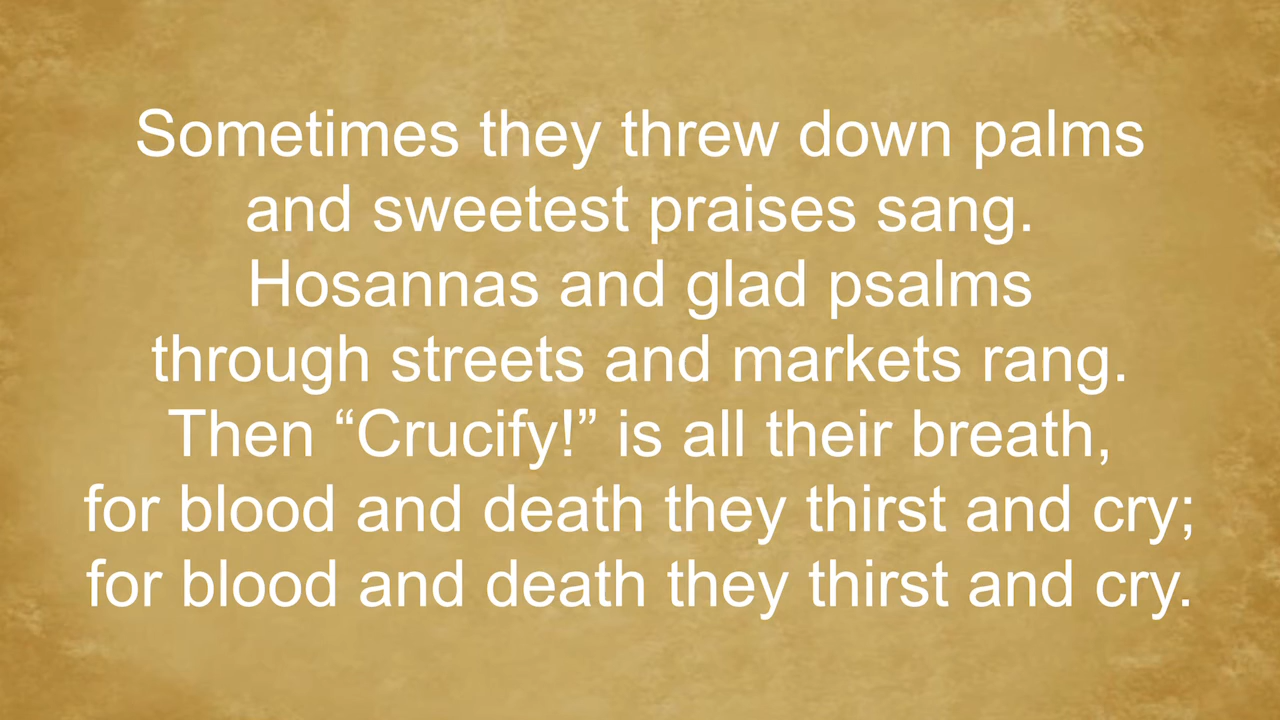 Sometimes they threw down palms
and sweetest praises sang.
Hosannas and glad psalms
through streets and markets rang.
Then “Crucify!” is all their breath,
for blood and death they thirst and cry;
for blood and death they thirst and cry.